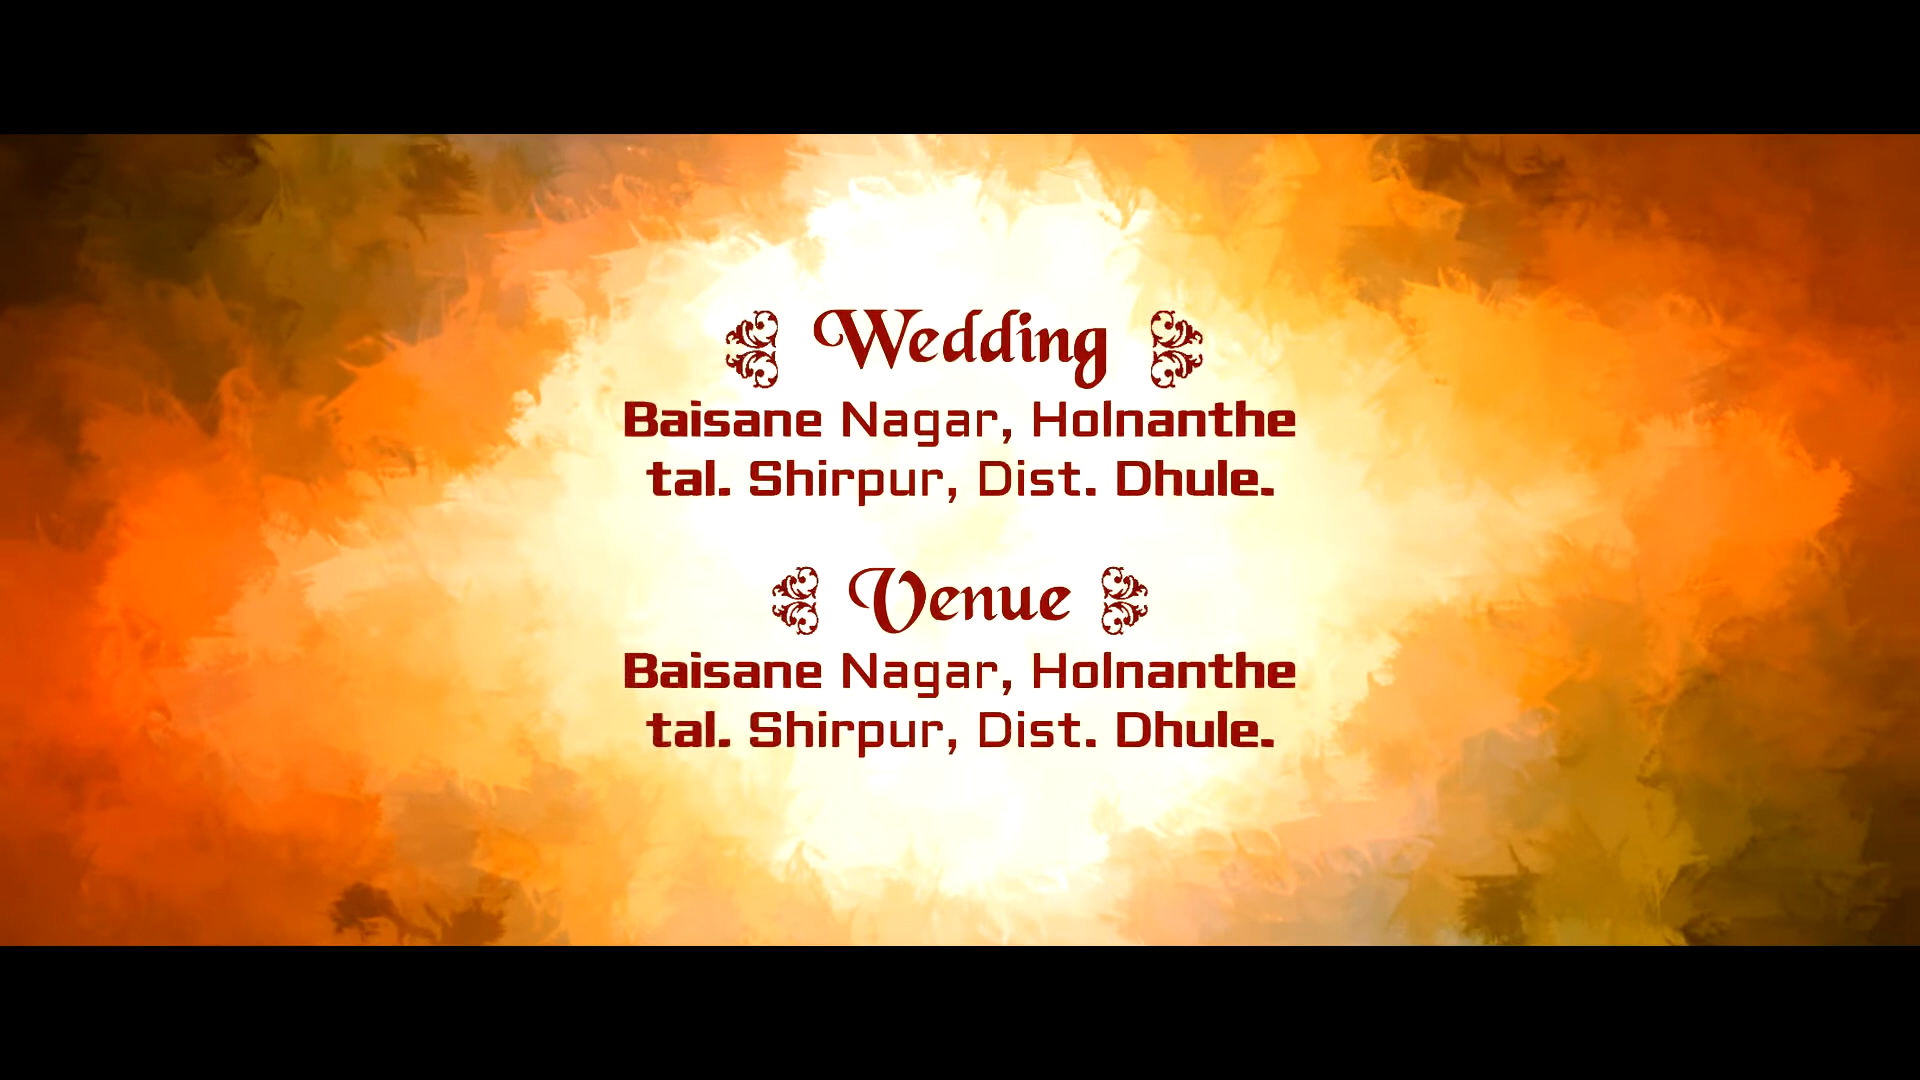 Wedding
Baisane Nagar, Holnanthe
tal. Shirpur, Dist. Dhule.
Venue
Baisane Nagar, Holnanthe
tal. Shirpur, Dist. Dhule.